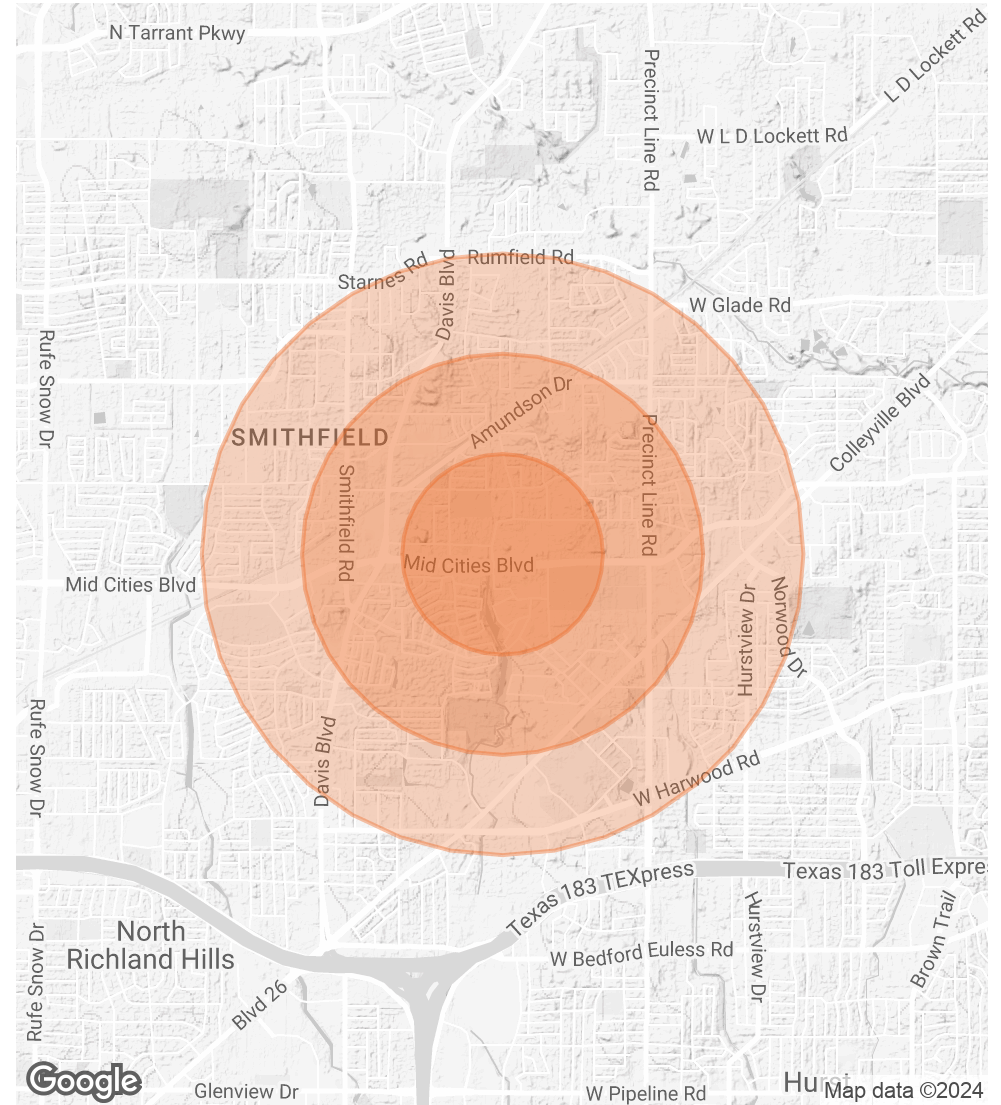 N Tarrant Pkwy
L D Lockett Rd
Precinct Line Rd
W L D Lockett Rd
Starnes Rd
Davis Blvd
Rumfield Rd
W Glade Rd
Rufe Snow Dr
Amundson Dr
Colleyville Blvd
SMITHFIELD
Smithfield Rd
Precinct Line Rd
Mid Cities Blvd
Mid Cities Blvd
Hurstview Dr
Norwood Dr
Rufe Snow Dr
Davis Blvd
W Harwood Rd
Texas 183 TEXpress
Texas 183 Toll Expre
Rufe Snow Dr
North
Richland Hills
W Bedford Euless Rd
Hurstview Dr
Brown Trail
Blvd 26
Google
Glenview Dr
W Pipeline Rd
Hurst
Map data ©2024